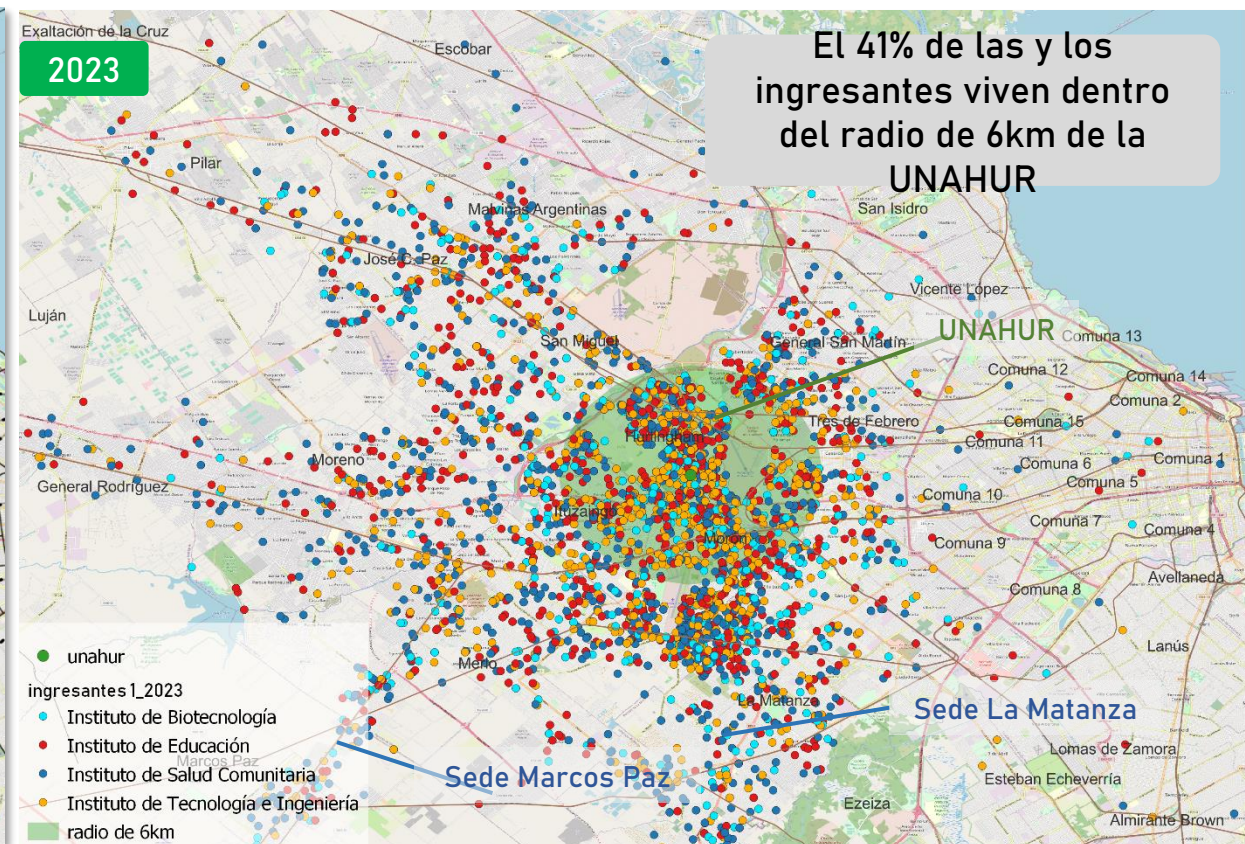 Exaltación de la Cruz
2023
Escobar
El 41% de las y los
ingresantes viven dentro
del radio de 6km de la
UNAHUR
Pilar
Malvinas Argentinas
San Isidro
José C. Paz
Luján
Vicente López
San Miguel
General San Martín
UNAHUR
Comuna 13
Comuna 12
Comuna 14
Comuna 2
Tres de Febrero
Comuna 15
Hurlingham
Comuna 11
Moreno
Comuna 6
Comuna 1
General Rodríguez
Comuna 5
Comuna 10
Ituzaingó
Comuna 7
Comuna 4
Morón
Comuna 9
Avellaneda
Comuna 8
Lanús
Merlo
La Matanza
Sede La Matanza
Lomas de Zamora
Marcos Paz
Sede Marcos Paz
Esteban Echeverría
Ezeiza
Almirante Brown
unahur
ingresantes 1_2023
Instituto de Biotecnología
Instituto de Educación
Instituto de Salud Comunitaria
Instituto de Tecnología e Ingeniería
radio de 6km